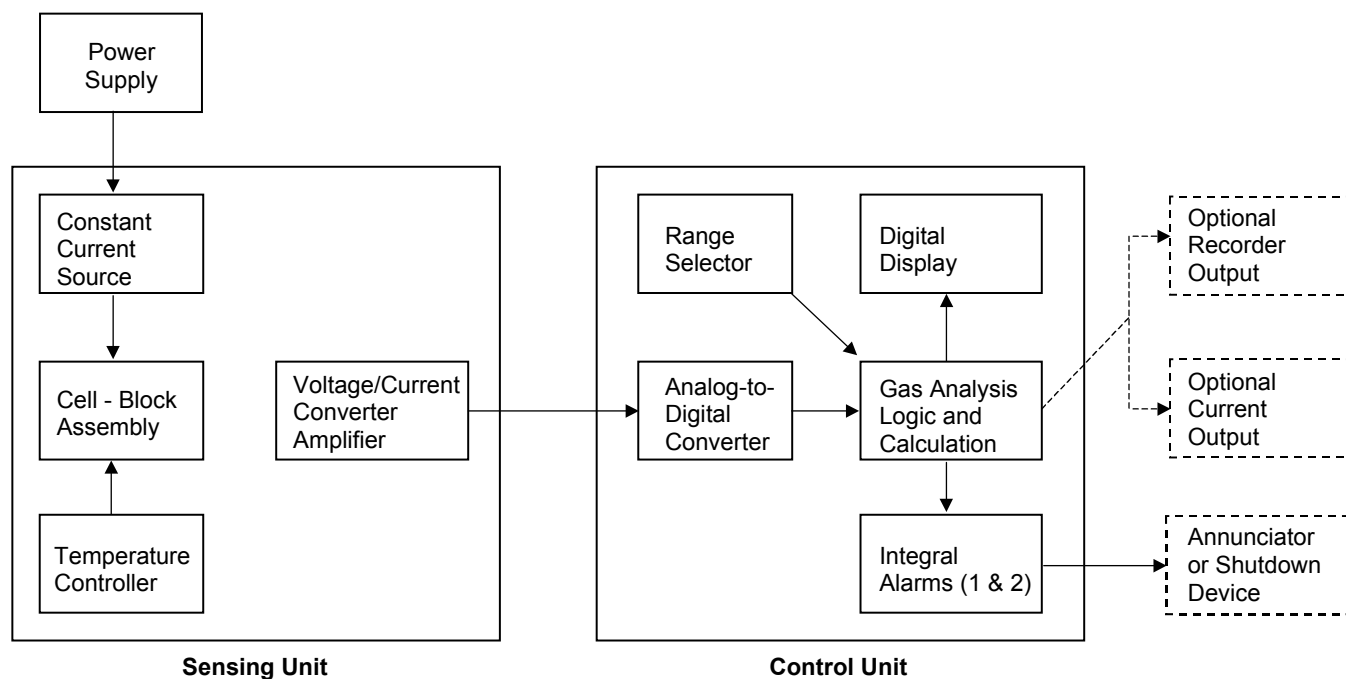 Power
Supply
Constant
Current
Source
Cell - Block
Assembly
Temperature
Controller
Voltage/Current
Converter
Amplifier
Sensing Unit
Range
Selector
Digital
Display
Analog-to-
Digital
Converter
Gas Analysis
Logic and
Calculation
Integral
Alarms (1 & 2)
Control Unit
Optional
Recorder
Output
Optional
Current
Output
Annunciator
or Shutdown
Device